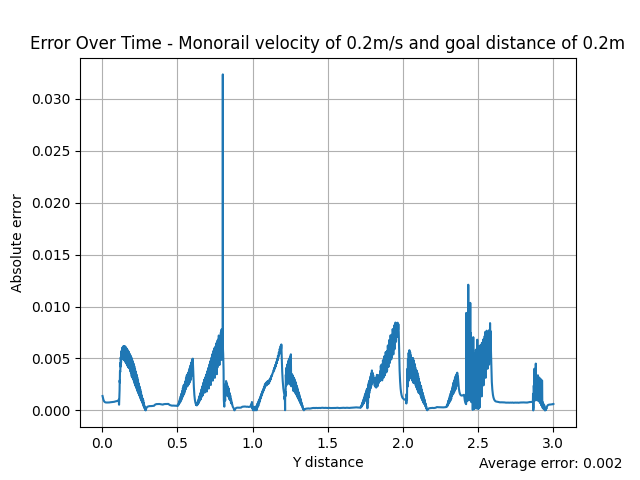 Error Over Time - Monorail velocity of 0.2m/s and goal distance of 0.2m
0.030
0.025
0.020
0.015
0.010
0.005
0.000
Absolute error
0.0 0.5 1.0 1.5 2.0 2.5 3.0
Y distance
Average error: 0.002